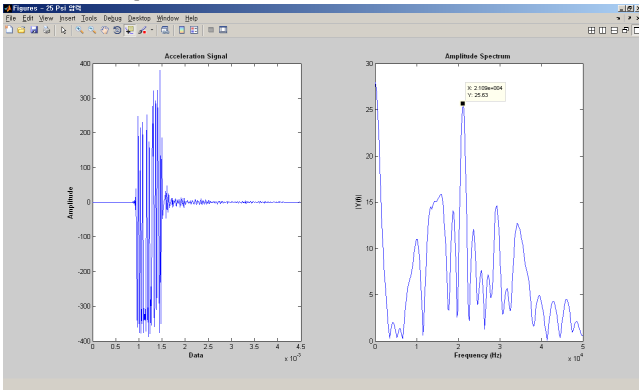 Figures - 25 Psi 압력
File Edit View Insert Tools Debug Desktop Window Help
Acceleration Signal
Amplitude
400
300
200
100
0
-100
-200
-300
-400
0 0.5 1 1.5 2 2.5 3 3.5 4 4.5
x 10⁻³
Data
Amplitude Spectrum
|Y(f)|
30
25
20
15
10
5
0
X: 2.109e+004
Y: 25.63
0 1 2 3 4 5
x 10⁴
Frequency (Hz)